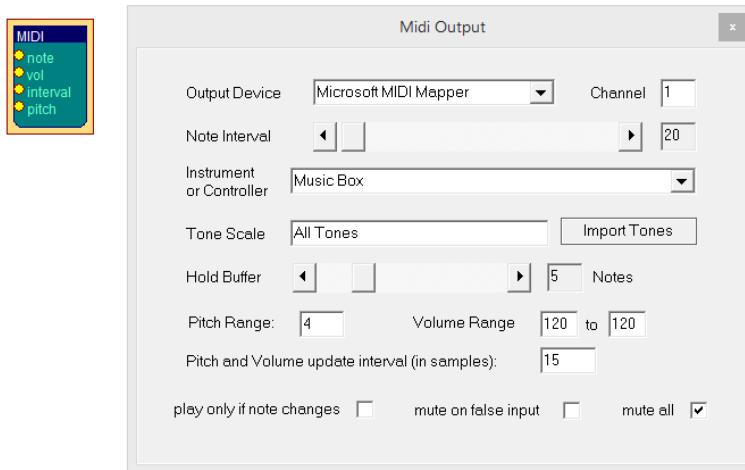 MIDI
note
vol
interval
pitch
Midi Output
x
Output Device Microsoft MIDI Mapper Channel 1
Note Interval 20
Instrument
or Controller Music Box
Tone Scale All Tones Import Tones
Hold Buffer 5 Notes
Pitch Range: 4 Volume Range 120 to 120
Pitch and Volume update interval (in samples): 15
play only if note changes mute on false input mute all